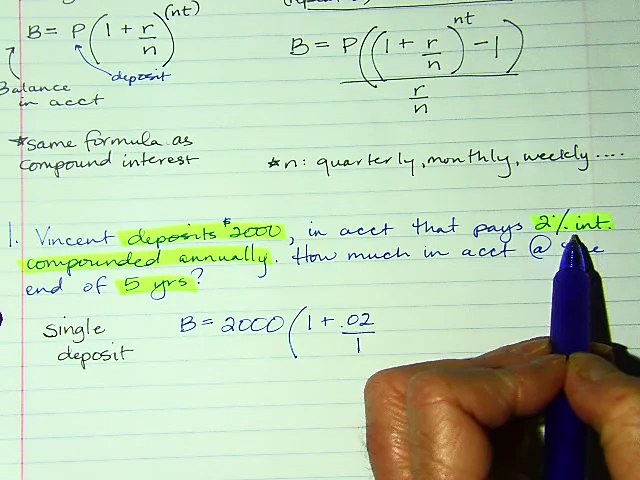 B = P(1 + r/n)^(nt)
deposit
Balance
in acct
*same formula as
compound interest
B = P((1 + r/n)^nt - 1)
r/n
*n: quarterly, monthly, weekly....
1. Vincent deposits $2000, in acct that pays 2% int.
compounded annually. How much in acct @ the
end of 5 yrs?
Single
deposit
B = 2000(1 + .02/1